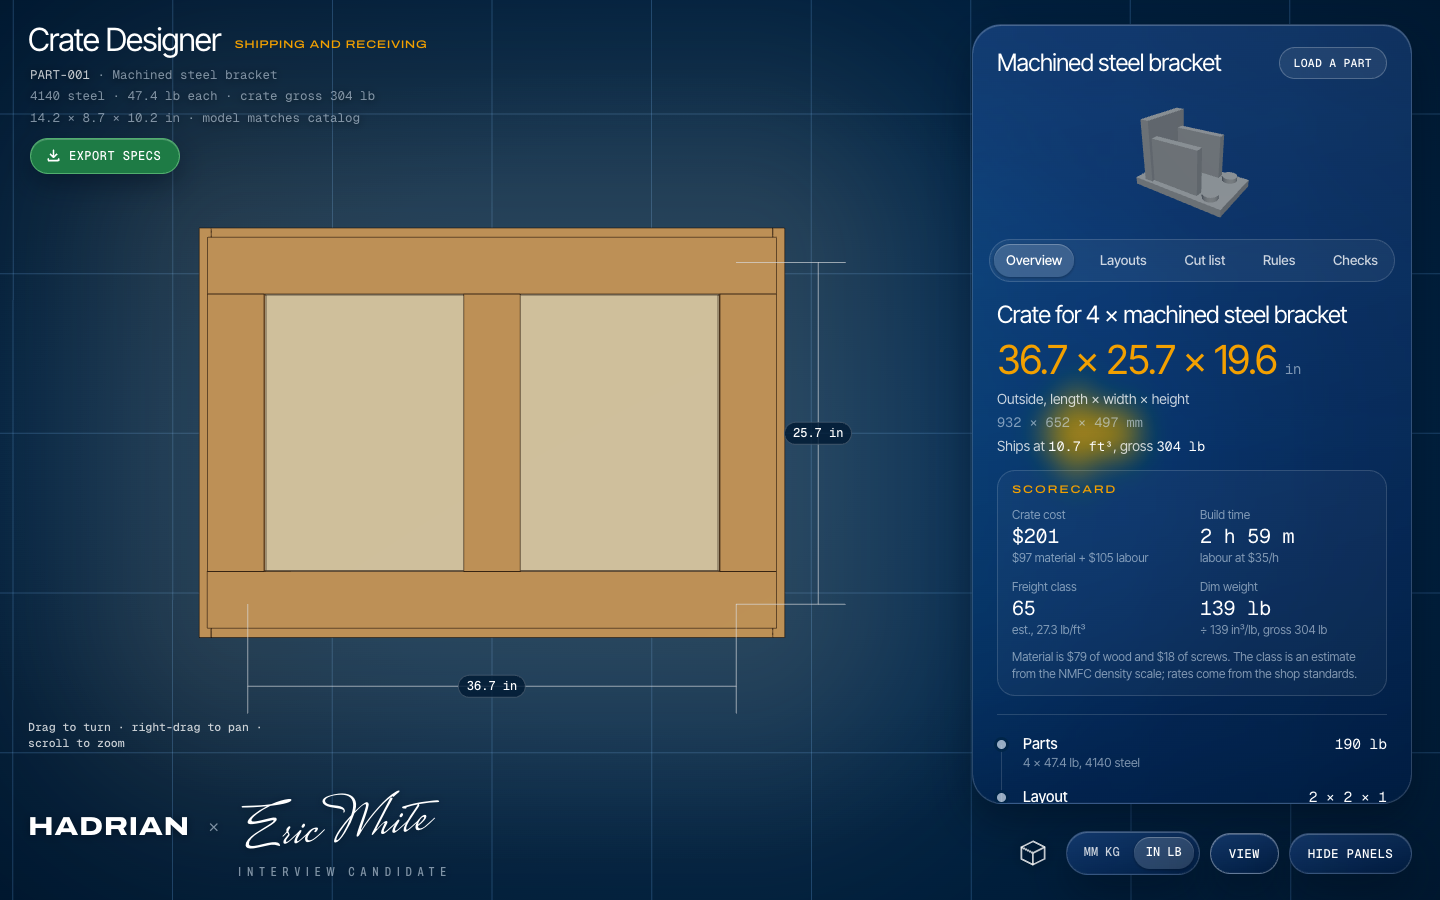 Crate Designer SHIPPING AND RECEIVING
PART-001 · Machined steel bracket
4140 steel · 47.4 lb each · crate gross 304 lb
14.2 × 8.7 × 10.2 in · model matches catalog
EXPORT SPECS
25.7 in
36.7 in
Drag to turn · right-drag to pan ·
scroll to zoom
HADRIAN × Eric White
INTERVIEW CANDIDATE
Machined steel bracket
LOAD A PART
Overview Layouts Cut list Rules Checks
Crate for 4 × machined steel bracket
36.7 × 25.7 × 19.6 in
Outside, length × width × height
932 × 652 × 497 mm
Ships at 10.7 ft³, gross 304 lb
SCORECARD
Crate cost
$201
$97 material + $105 labour
Build time
2 h 59 m
labour at $35/h
Freight class
65
est., 27.3 lb/ft³
Dim weight
139 lb
÷ 139 in³/lb, gross 304 lb
Material is $79 of wood and $18 of screws. The class is an estimate
from the NMFC density scale; rates come from the shop standards.
Parts 190 lb
4 × 47.4 lb, 4140 steel
Layout 2 × 2 × 1
MM KG IN LB
VIEW
HIDE PANELS